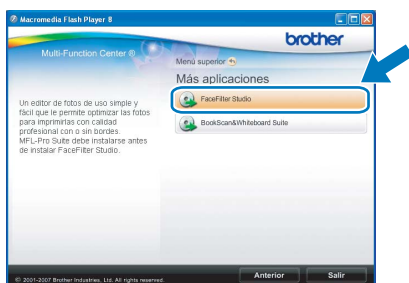 Macromedia Flash Player 8
brother
Multi-Function Center ®
Menú superior
Más aplicaciones
FaceFilter Studio
BookScan&Whiteboard Suite
Un editor de fotos de uso simple y
fácil que le permite optimizar las fotos
para imprimirlas con calidad
profesional con o sin bordes.
MFL-Pro Suite debe instalarse antes
de instalar FaceFilter Studio.
© 2001-2007 Brother Industries, Ltd. All rights reserved.
Anterior
Salir